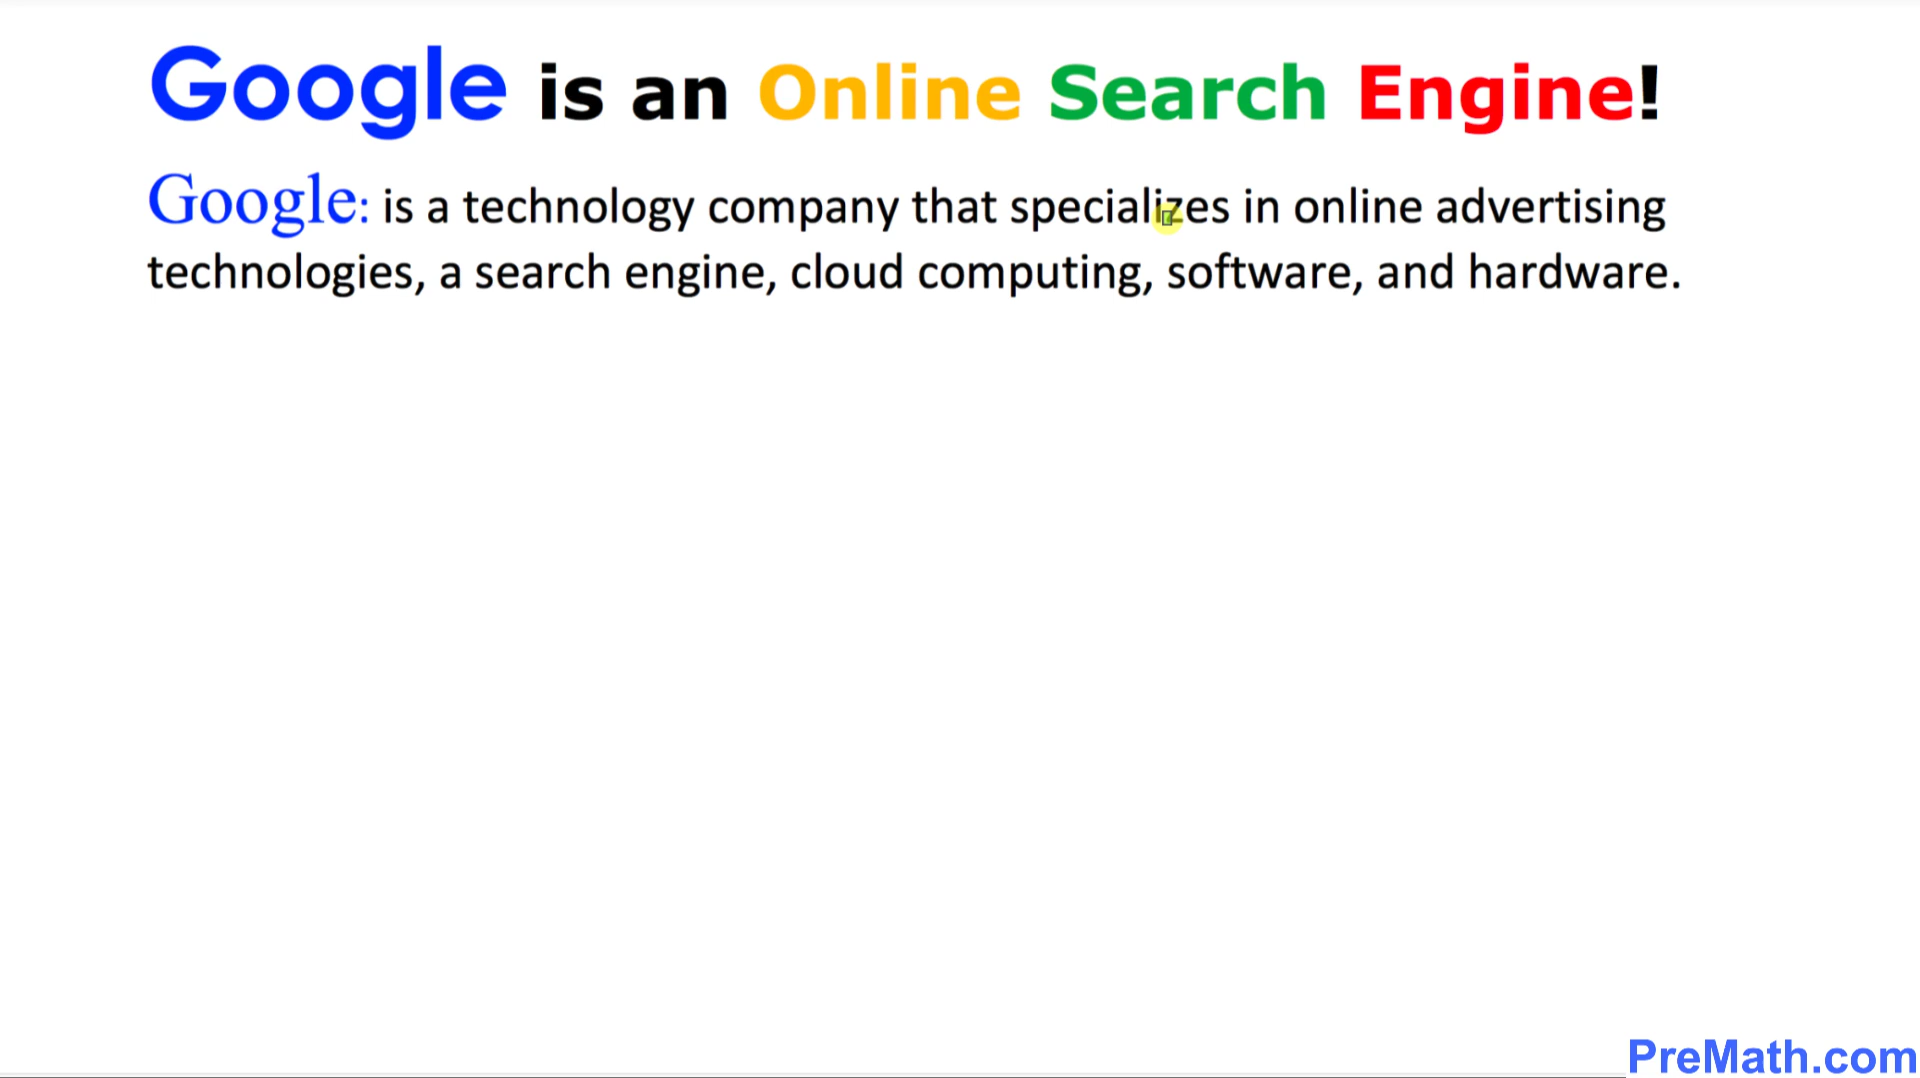 Google is an Online Search Engine!
Google: is a technology company that specializes in online advertising
technologies, a search engine, cloud computing, software, and hardware.
PreMath.com